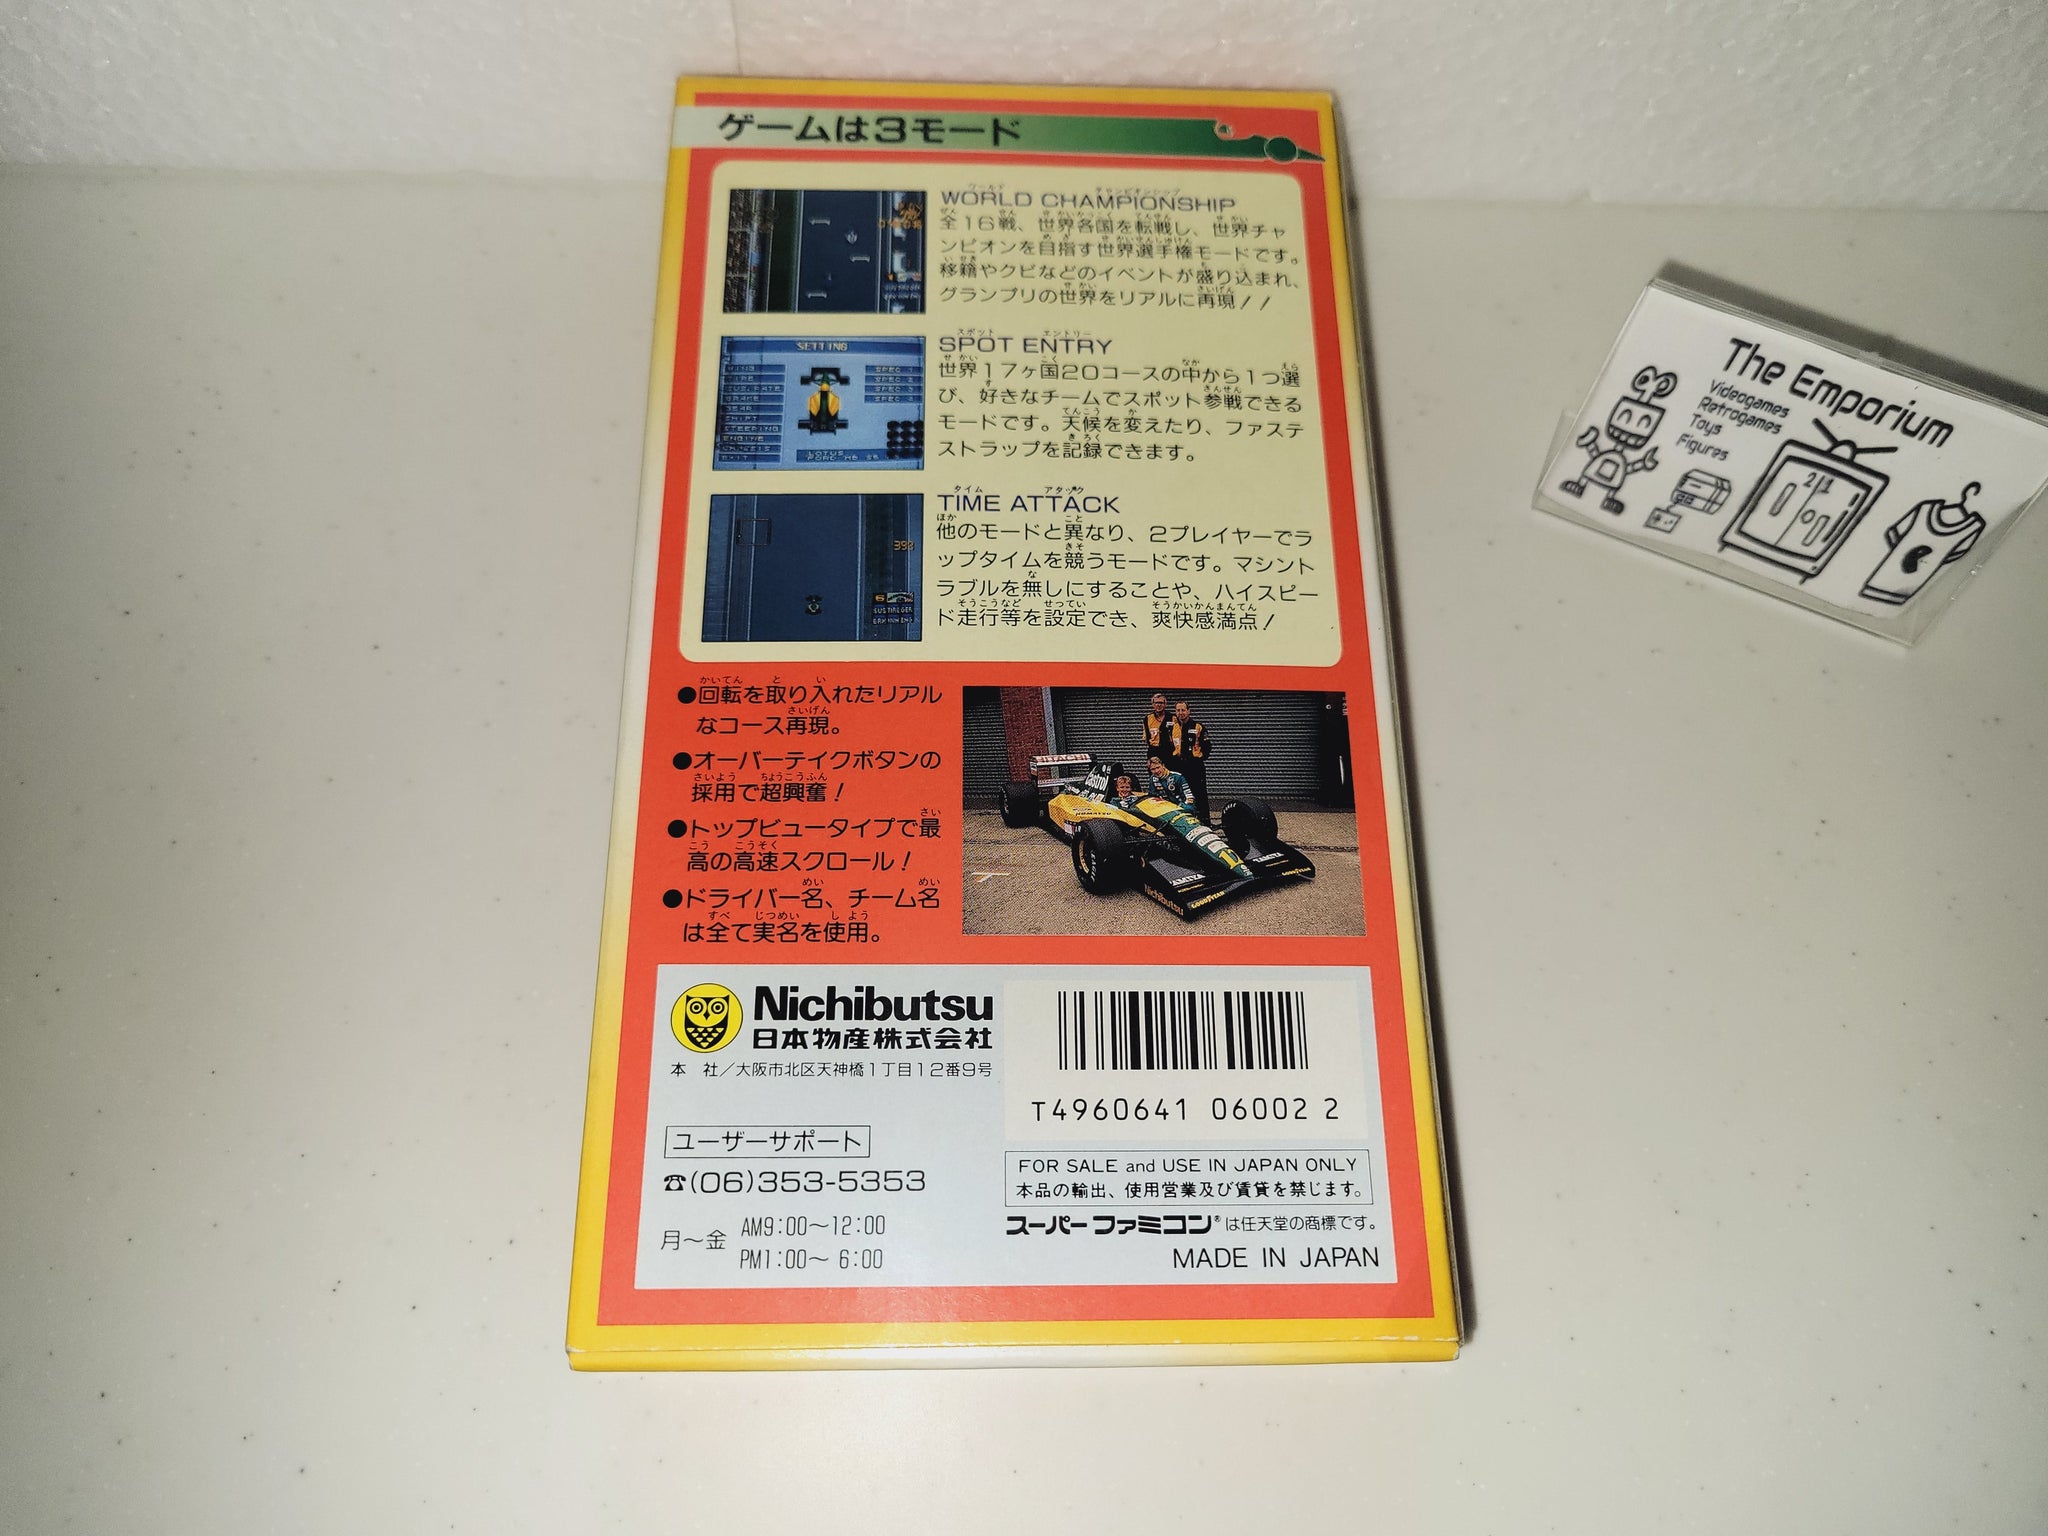 ゲームは3モード
WORLD CHAMPIONSHIP
全16戦、世界各国を転戦し、世界チャ
ンピオンを目指す世界選手権モードです。
移籍やクビなどのイベントが盛り込まれ、
グランプリの世界をリアルに再現！！
SETTING
SPOT ENTRY
世界17ヶ国20コースの中から1つ選
び、好きなチームでスポット参戦できる
モードです。天候を変えたり、ファステ
ストラップを記録できます。
TIME ATTACK
他のモードと異なり、2プレイヤーでラ
ップタイムを競うモードです。マシント
ラブルを無しにすることや、ハイスピー
ド走行等を設定でき、爽快感満点！
●回転を取り入れたリアル
なコース再現。
●オーバーテイクボタンの
採用で超興奮！
●トップビュータイプで最
高の高速スクロール！
●ドライバー名、チーム名
は全て実名を使用。
HITACHI
Castrol
KOMATSU
12
TAMIYA
TAMIYA
Nichibutsu
GOODYEAR
Nichibutsu
日本物産株式会社
本　社／大阪市北区天神橋1丁目12番9号
ユーザーサポート
☎(06)353-5353
月〜金 AM9:00〜12:00
PM1:00〜 6:00
T4960641 06002 2
FOR SALE and USE IN JAPAN ONLY
本品の輸出、使用営業及び賃貸を禁じます。
スーパーファミコン®は任天堂の商標です。
MADE IN JAPAN
The Emporium
Videogames
Retrogames
Toys
Figures